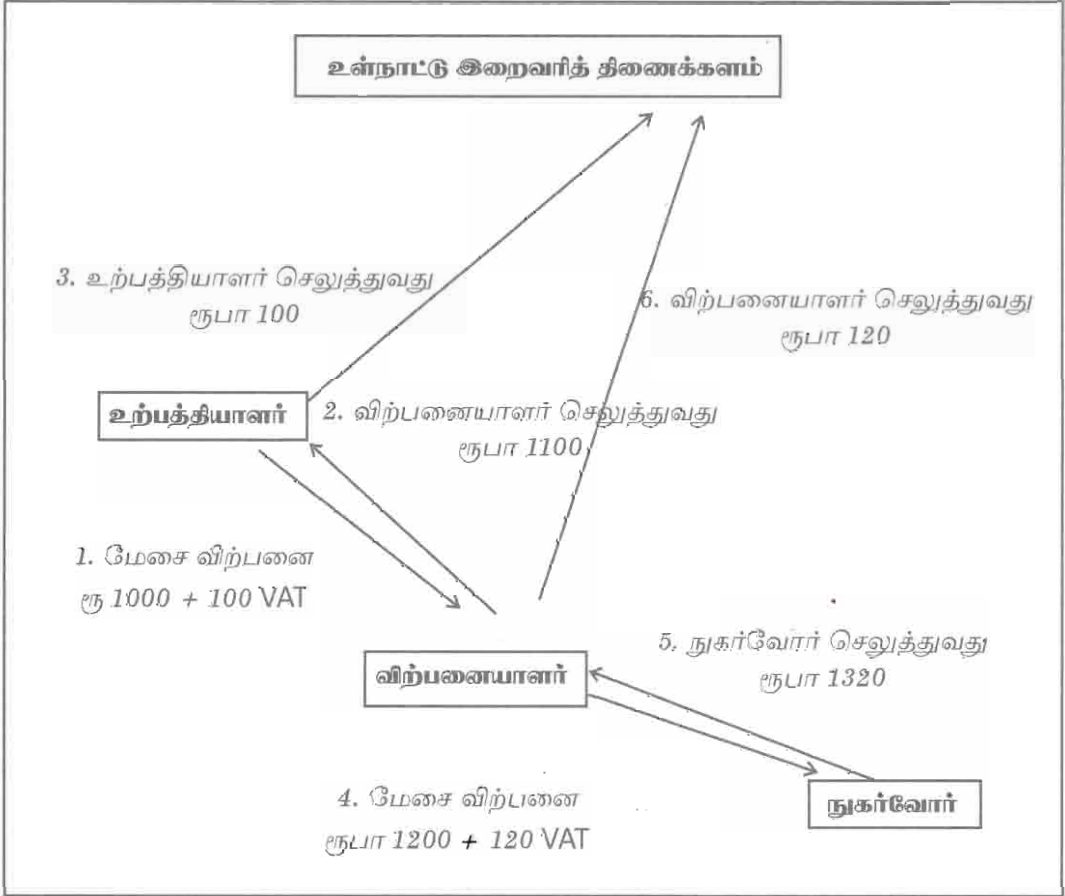 உள்நாட்டு இறைவரித் திணைக்களம்
3. உற்பத்தியாளர் செலுத்துவது
ரூபா 100
6. விற்பனையாளர் செலுத்துவது
ரூபா 120
உற்பத்தியாளர்
2. விற்பனையாளர் செலுத்துவது
ரூபா 1100
1. மேசை விற்பனை
ரூ 1000 + 100 VAT
5. நுகர்வோர் செலுத்துவது
ரூபா 1320
விற்பனையாளர்
4. மேசை விற்பனை
ரூபா 1200 + 120 VAT
நுகர்வோர்